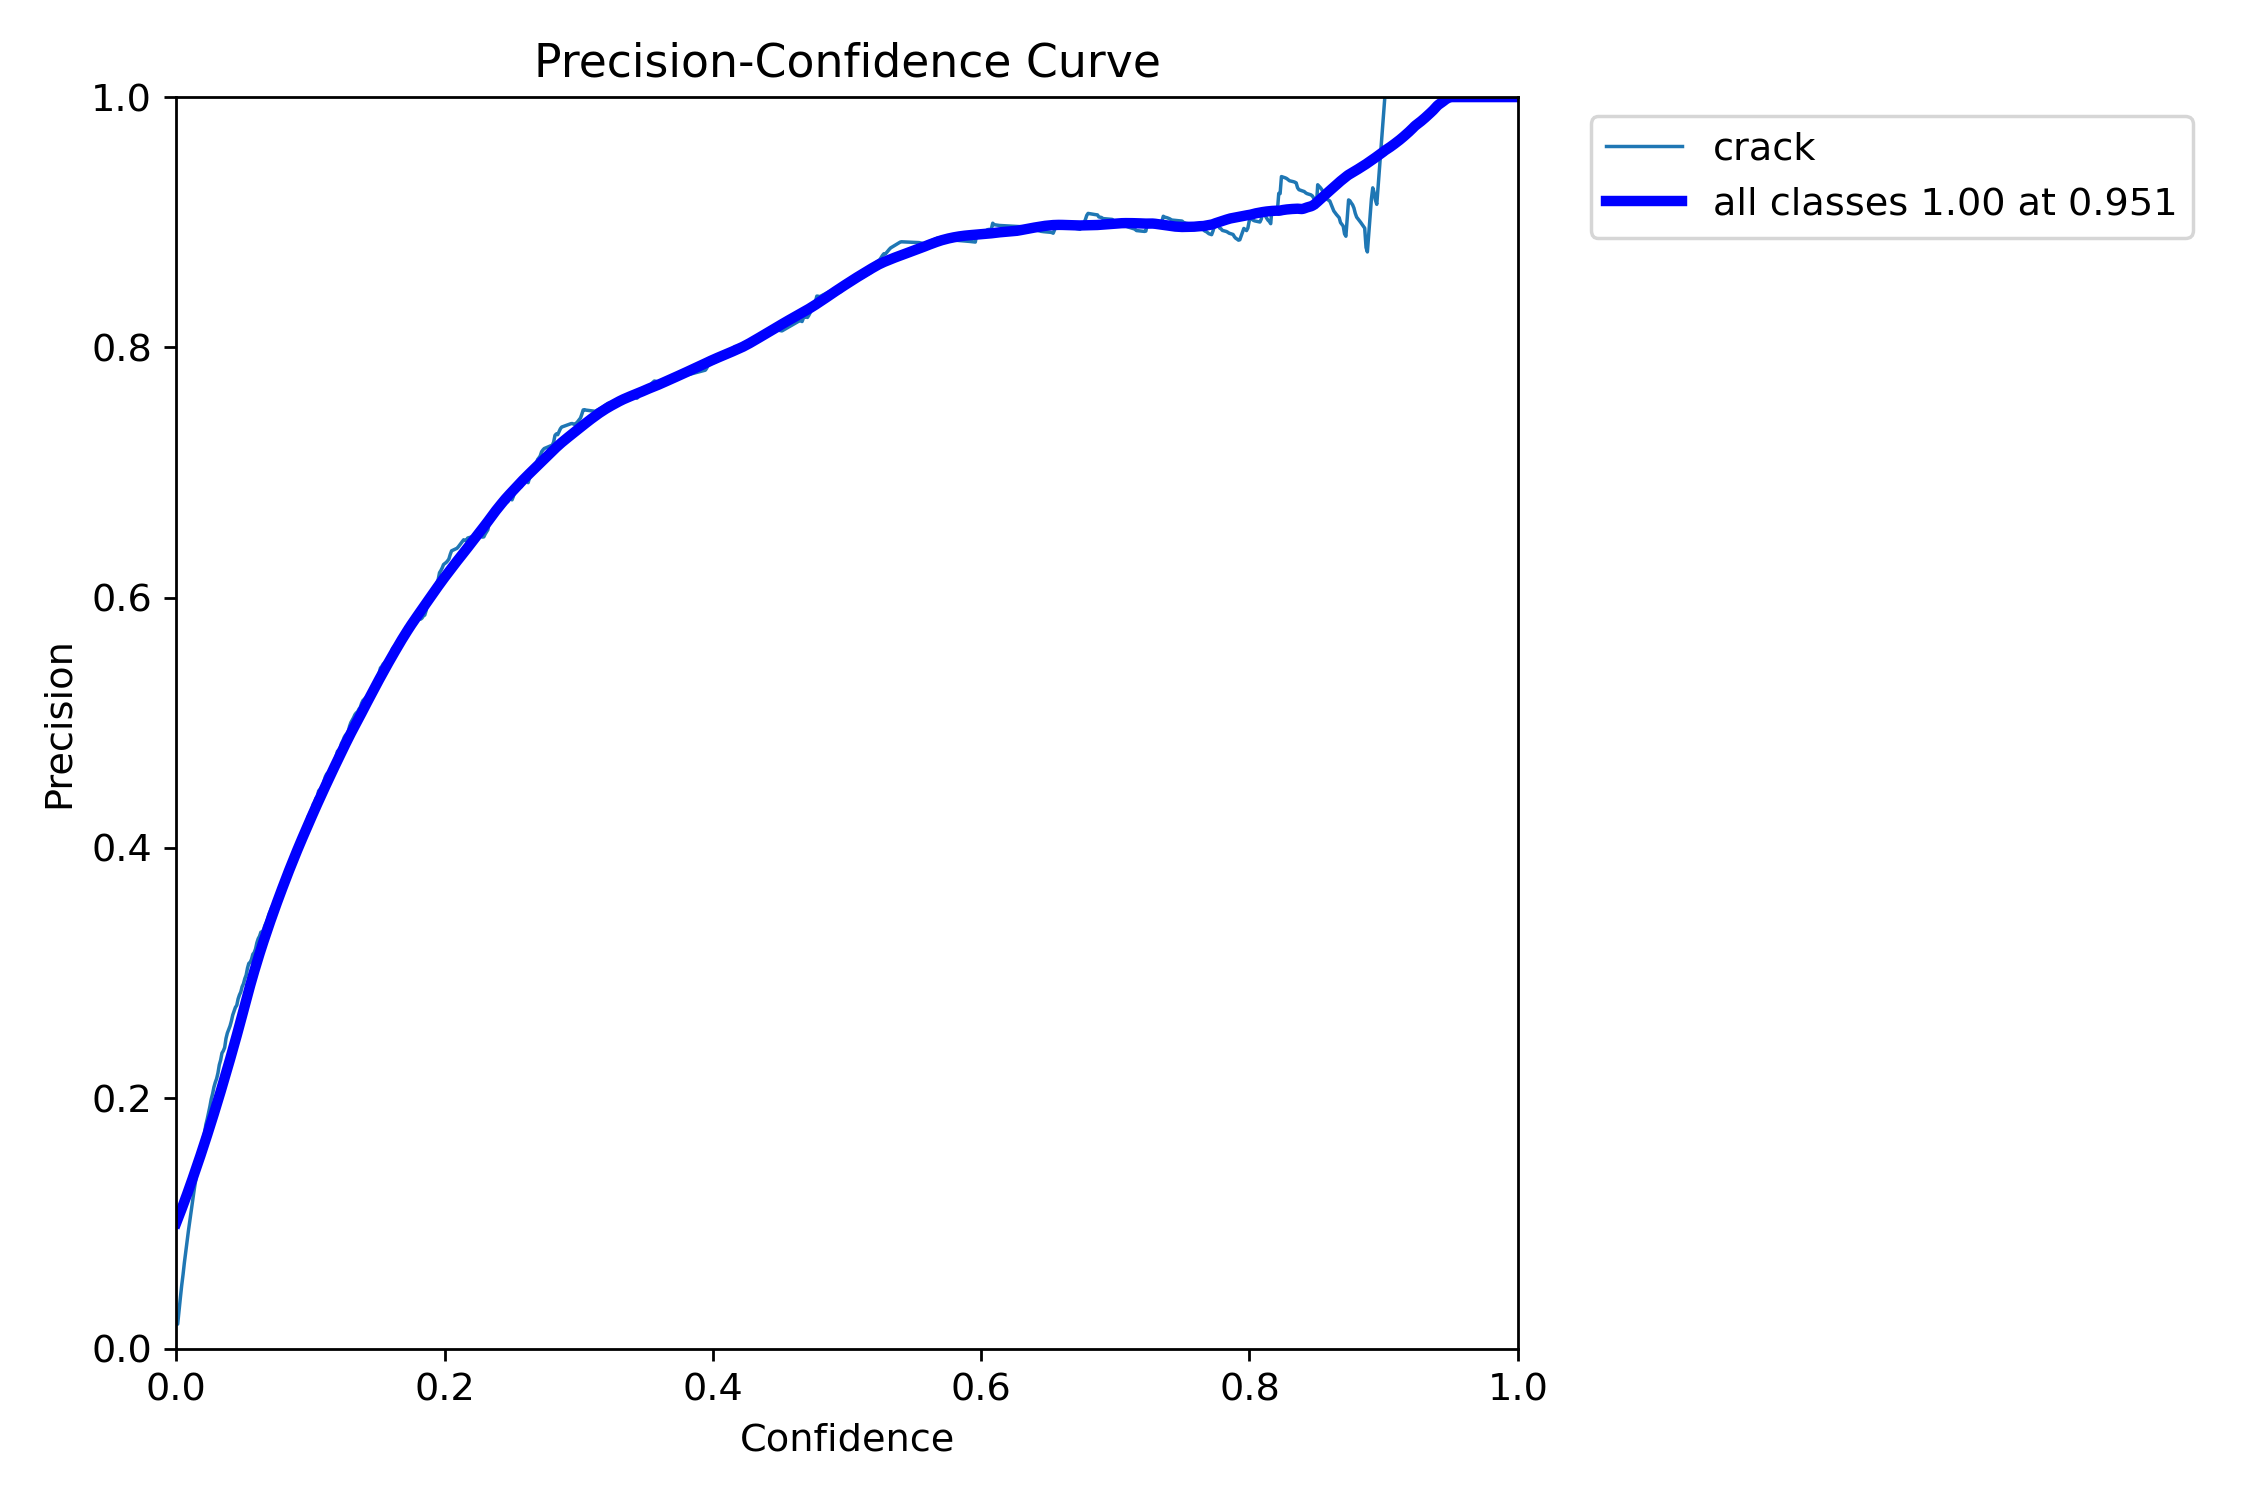 Precision-Confidence Curve
1.0
0.8
0.6
0.4
0.2
0.0
Precision
0.0 0.2 0.4 0.6 0.8 1.0
Confidence
crack
all classes 1.00 at 0.951